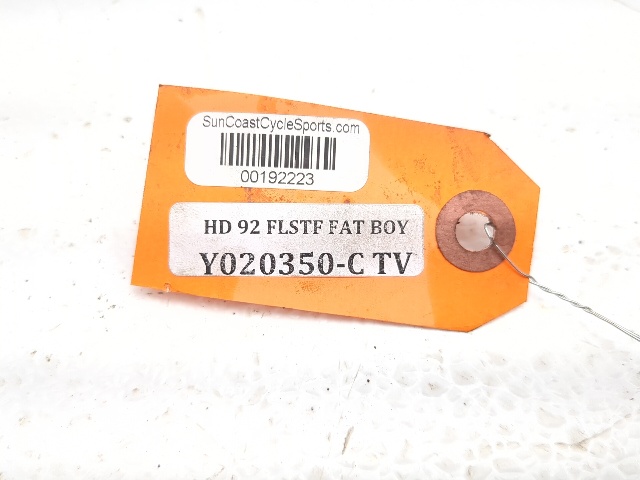 SunCoastCycleSports.com
00192223
HD 92 FLSTF FAT BOY
Y020350-C TV